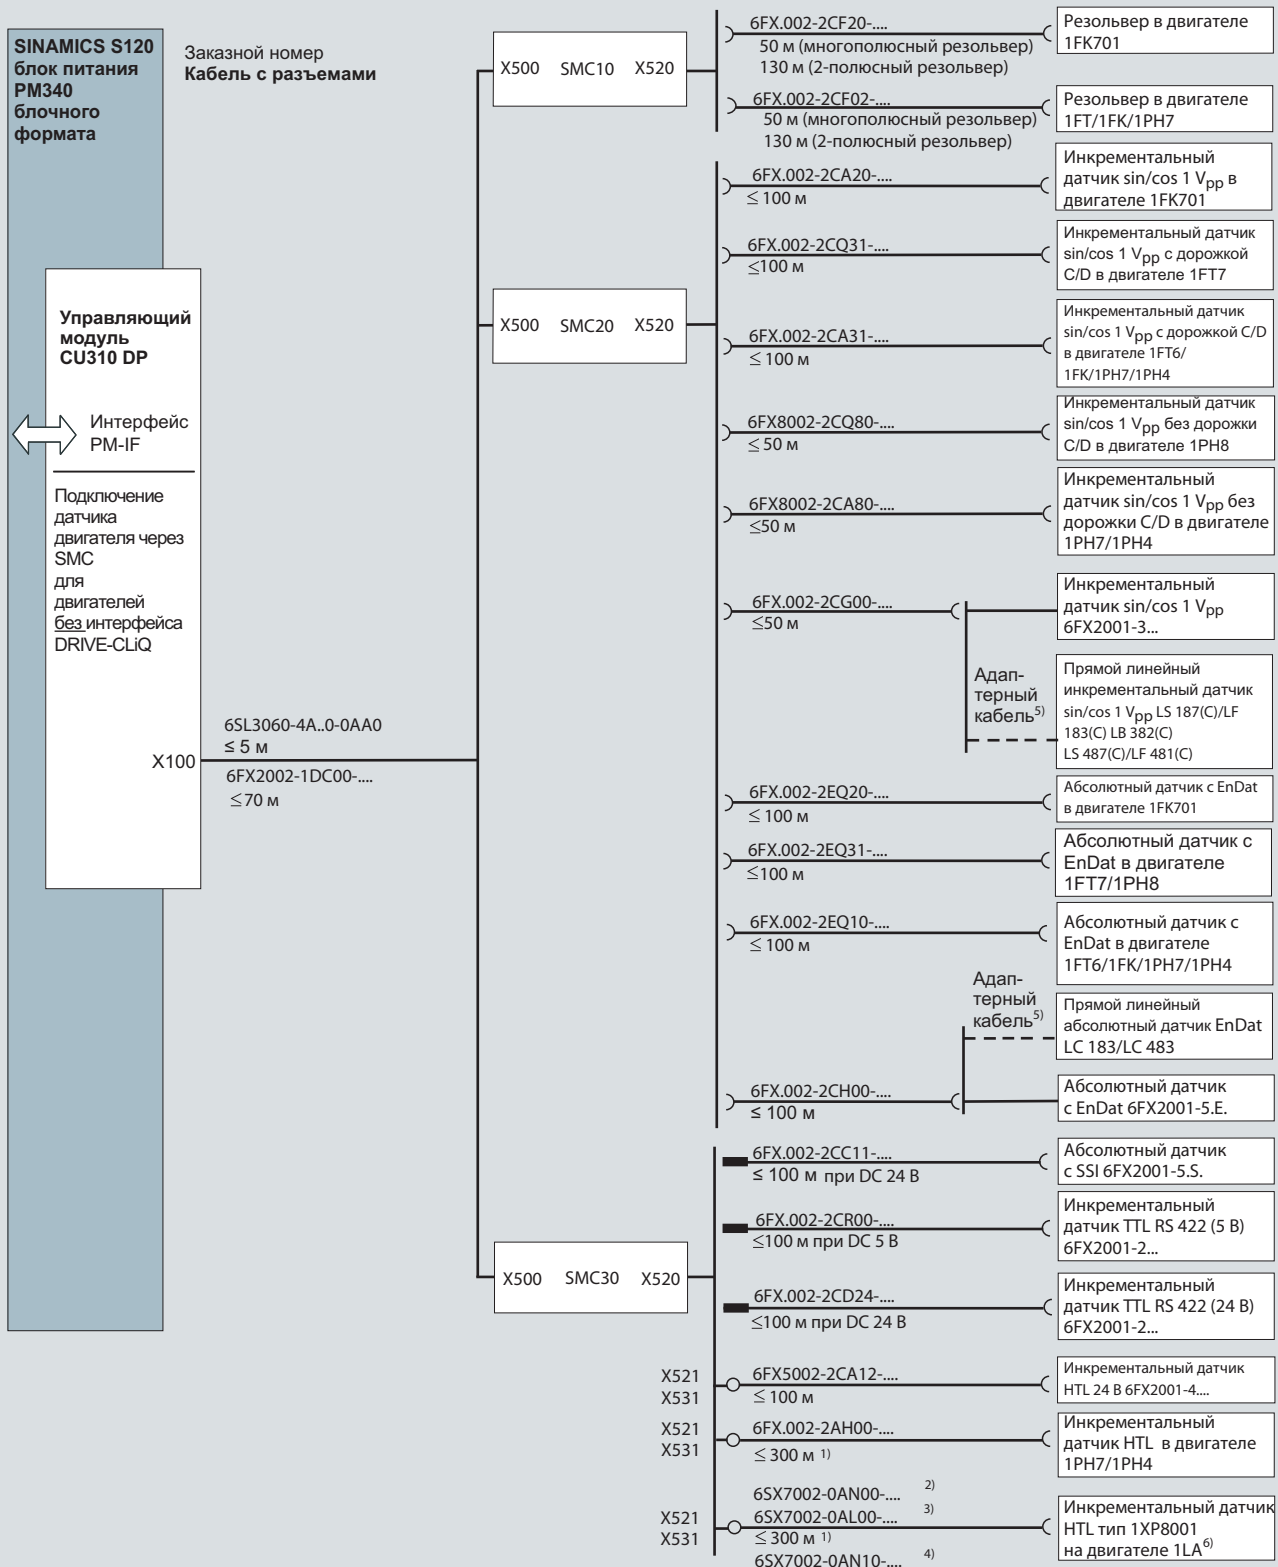 SINAMICS S120
блок питания
PM340
блочного
формата
Заказной номер
Кабель с разъемами
Управляющий
модуль
CU310 DP
Интерфейс
PM-IF
Подключение
датчика
двигателя через
SMC
для
двигателей
без интерфейса
DRIVE-CLiQ
X100
6SL3060-4A..0-0AA0
≤ 5 м
6FX2002-1DC00-....
≤70 м
X500 SMC10 X520
6FX.002-2CF20-....
50 м (многополюсный резольвер)
130 м (2-полюсный резольвер)
Резольвер в двигателе
1FK701
6FX.002-2CF02-....
50 м (многополюсный резольвер)
130 м (2-полюсный резольвер)
Резольвер в двигателе
1FT/1FK/1PH7
X500 SMC20 X520
6FX.002-2CA20-....
≤ 100 м
Инкрементальный
датчик sin/cos 1 Vpp в
двигателе 1FK701
6FX.002-2CQ31-....
≤100 м
Инкрементальный датчик
sin/cos 1 Vpp с дорожкой
C/D в двигателе 1FT7
6FX.002-2CA31-....
≤ 100 м
Инкрементальный датчик
sin/cos 1 Vpp с дорожкой C/D
в двигателе 1FT6/
1FK/1PH7/1PH4
6FX8002-2CQ80-....
≤ 50 м
Инкрементальный датчик
sin/cos 1 Vpp без дорожки
C/D в двигателе 1PH8
6FX8002-2CA80-....
≤50 м
Инкрементальный
датчик sin/cos 1 Vpp без
дорожки C/D в двигателе
1PH7/1PH4
6FX.002-2CG00-....
≤50 м
Инкрементальный
датчик sin/cos 1 Vpp
6FX2001-3...
Адап-
терный
кабель5)
Прямой линейный
инкрементальный датчик
sin/cos 1 Vpp LS 187(C)/LF
183(C) LB 382(C)
LS 487(C)/LF 481(C)
6FX.002-2EQ20-....
≤ 100 м
Абсолютный датчик с EnDat
в двигателе 1FK701
6FX.002-2EQ31-....
≤100 м
Абсолютный датчик с
EnDat в двигателе
1FT7/1PH8
6FX.002-2EQ10-....
≤ 100 м
Абсолютный датчик с
EnDat в двигателе
1FT6/1FK/1PH7/1PH4
Адап-
терный
кабель5)
Прямой линейный
абсолютный датчик EnDat
LC 183/LC 483
6FX.002-2CH00-....
≤ 100 м
Абсолютный датчик
с EnDat 6FX2001-5.E.
X500 SMC30 X520
6FX.002-2CC11-....
≤ 100 м при DC 24 В
Абсолютный датчик
с SSI 6FX2001-5.S.
6FX.002-2CR00-....
≤100 м при DC 5 В
Инкрементальный
датчик TTL RS 422 (5 В)
6FX2001-2...
6FX.002-2CD24-....
≤100 м при DC 24 В
Инкрементальный
датчик TTL RS 422 (24 В)
6FX2001-2...
X521
X531
6FX5002-2CA12-....
≤ 100 м
Инкрементальный датчик
HTL 24 В 6FX2001-4....
X521
X531
6FX.002-2AH00-....
≤ 300 м 1)
Инкрементальный
датчик HTL в двигателе
1PH7/1PH4
X521
X531
6SX7002-0AN00-.... 2)
6SX7002-0AL00-.... 3)
≤ 300 м 1)
6SX7002-0AN10-.... 4)
Инкрементальный датчик
HTL тип 1XP8001
на двигателе 1LA6)